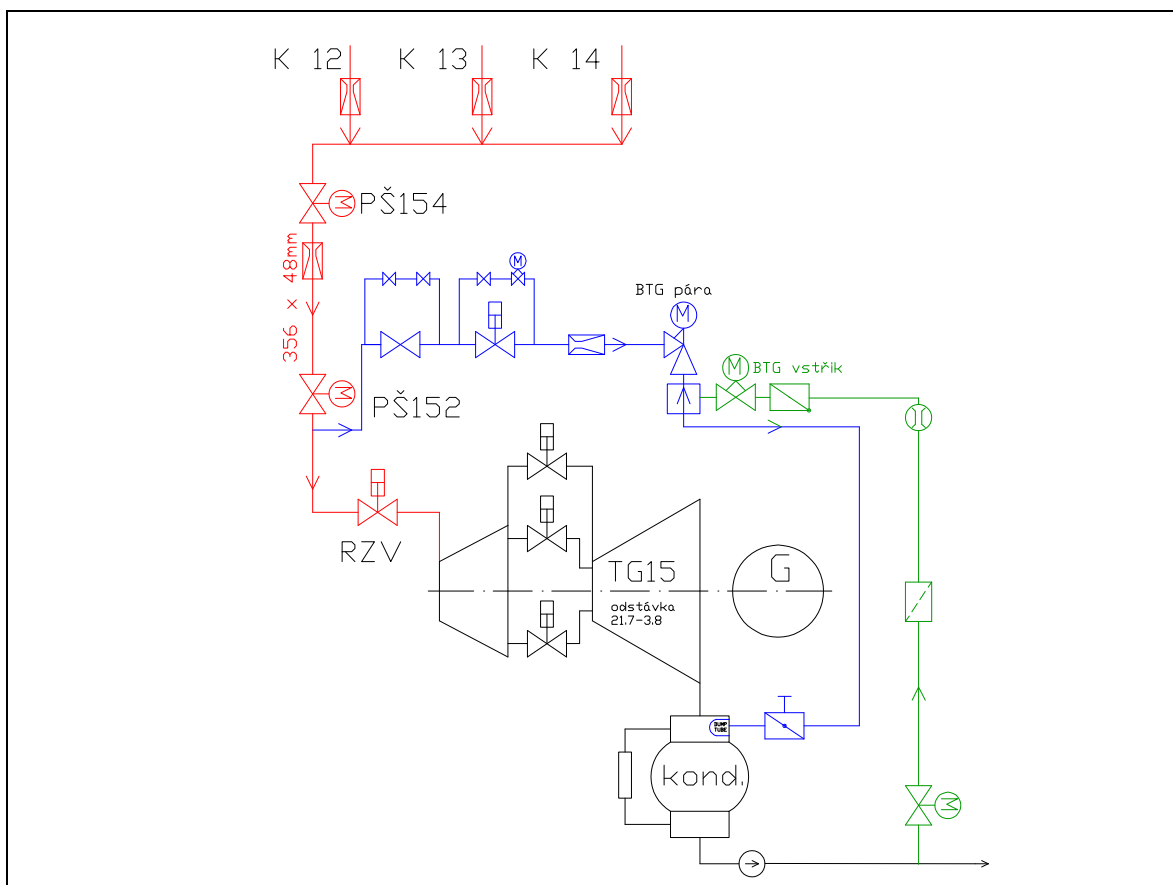 K 12
K 13
K 14
M
PŠ154
356 x 48mm
M
BTG pára
M
M
BTG vstřik
M
PŠ152
RZV
TG15
odstávka
21.7-3.8
G
DUMP
TUBE
kond.
M